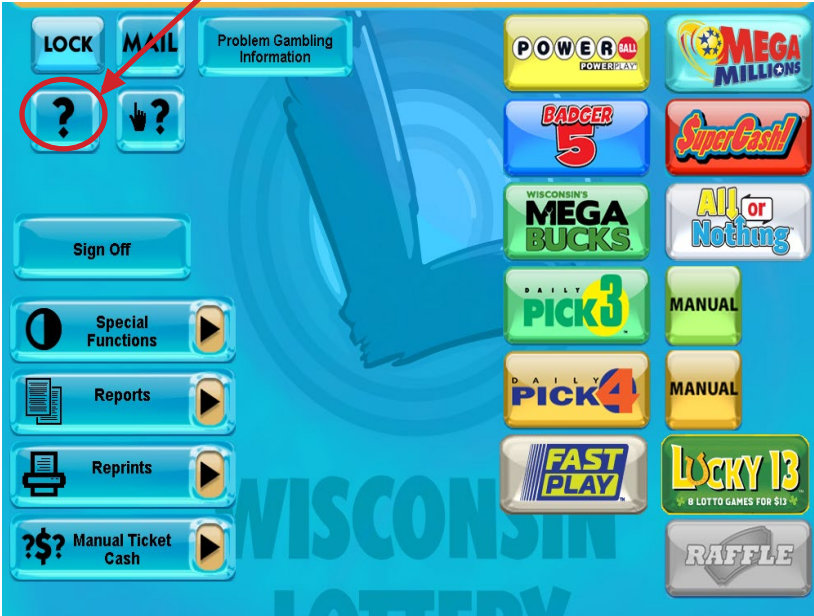 LOCK
MAIL
Problem Gambling
Information
?
?
Sign Off
Special
Functions
Reports
Reprints
?$? Manual Ticket
Cash
POWERBALL
POWERPLAY
MEGA
MILLIONS
BADGER
5
$uperCash!
WISCONSIN'S
MEGA
BUCKS
All or
Nothing
DAILY
PICK 3
MANUAL
DAILY
PICK 4
MANUAL
FAST
PLAY
LUCKY 13
8 LOTTO GAMES FOR $13
RAFFLE
WISCONSIN
LOTTERY